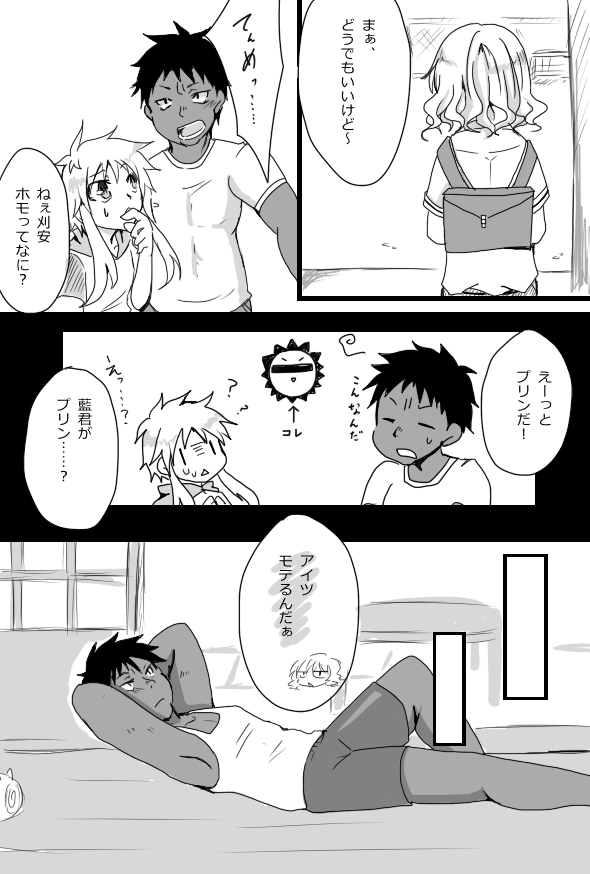 まぁ、
どうでもいいけど～
てんめっ……
ねぇ刈安
ホモってなに？
えーっと
プリンだ！
こんなんだ
コレ
？
？
えっ…？
藍君が
プリン……？
アイツ
モテるんだぁ